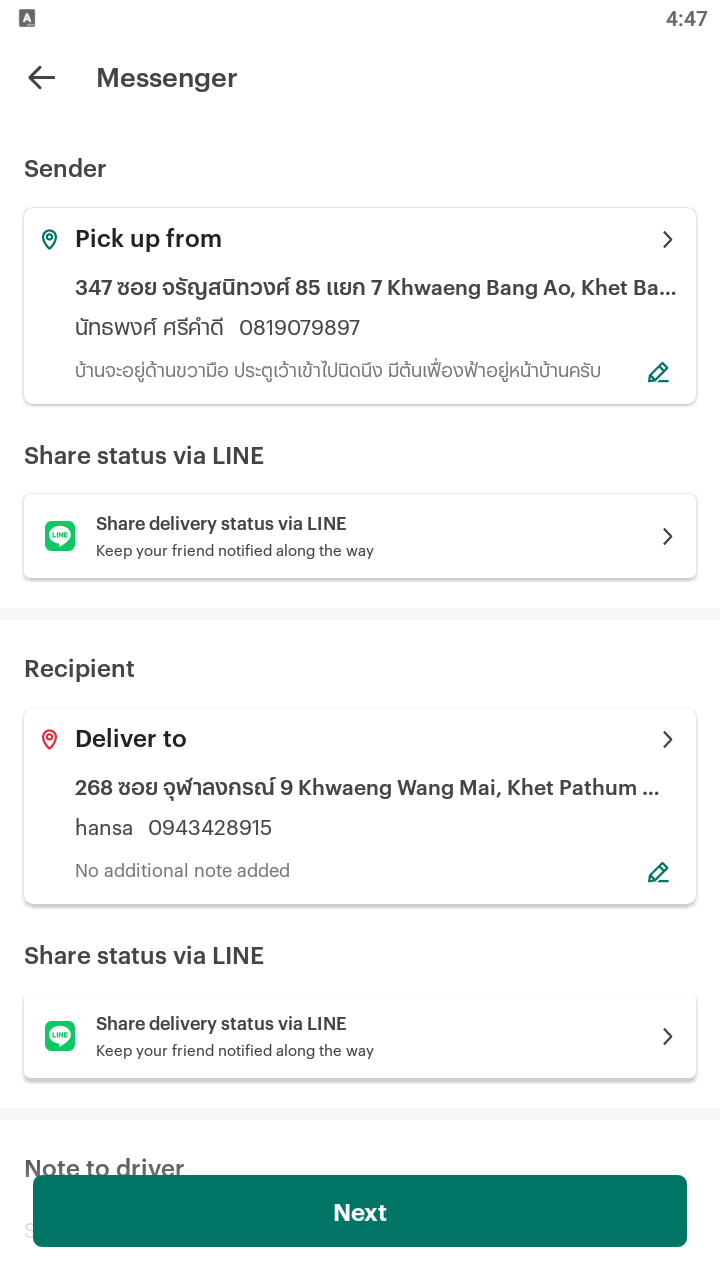 4:47
Messenger
Sender
Pick up from
347 ซอย จรัญสนิทวงศ์ 85 แยก 7 Khwaeng Bang Ao, Khet Ba...
นัทธพงศ์ ศรีคำดี 0819079897
บ้านจะอยู่ด้านขวามือ ประตูเว้าเข้าไปนิดนึง มีต้นเฟื่องฟ้าอยู่หน้าบ้านครับ
Share status via LINE
Share delivery status via LINE
Keep your friend notified along the way
Recipient
Deliver to
268 ซอย จุฬาลงกรณ์ 9 Khwaeng Wang Mai, Khet Pathum ...
hansa 0943428915
No additional note added
Share status via LINE
Share delivery status via LINE
Keep your friend notified along the way
Note to driver
Next